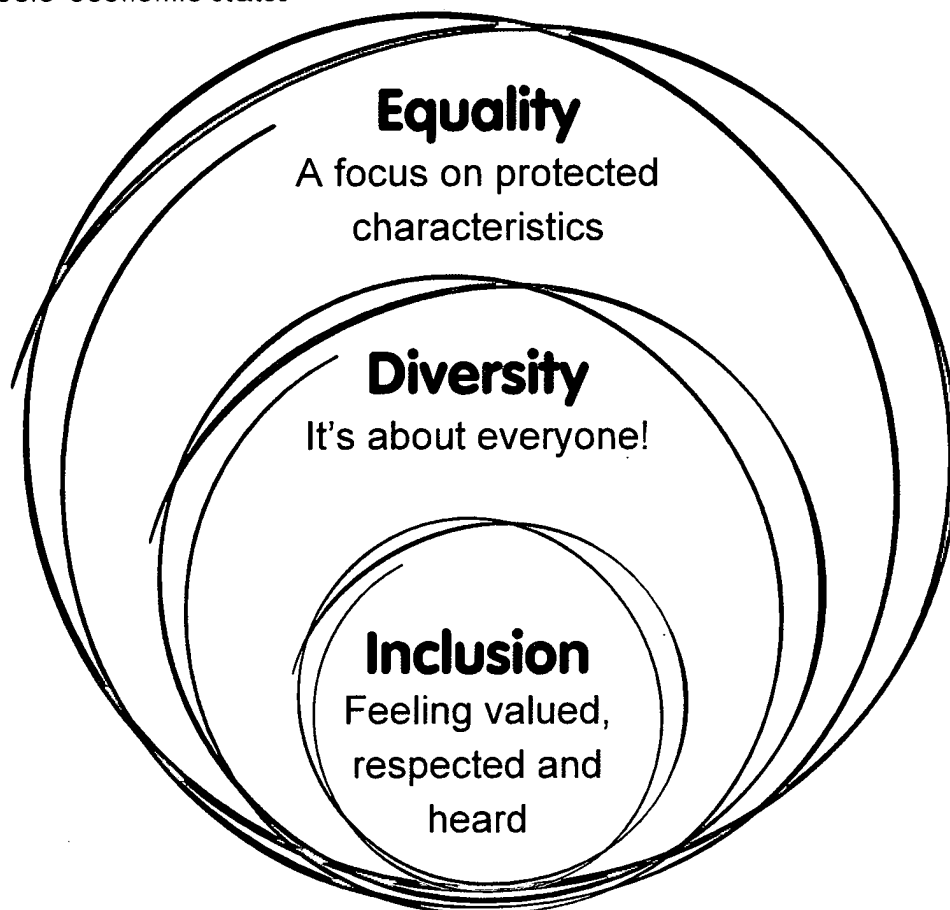 Equality
A focus on protected
characteristics
Diversity
It's about everyone!
Inclusion
Feeling valued,
respected and
heard